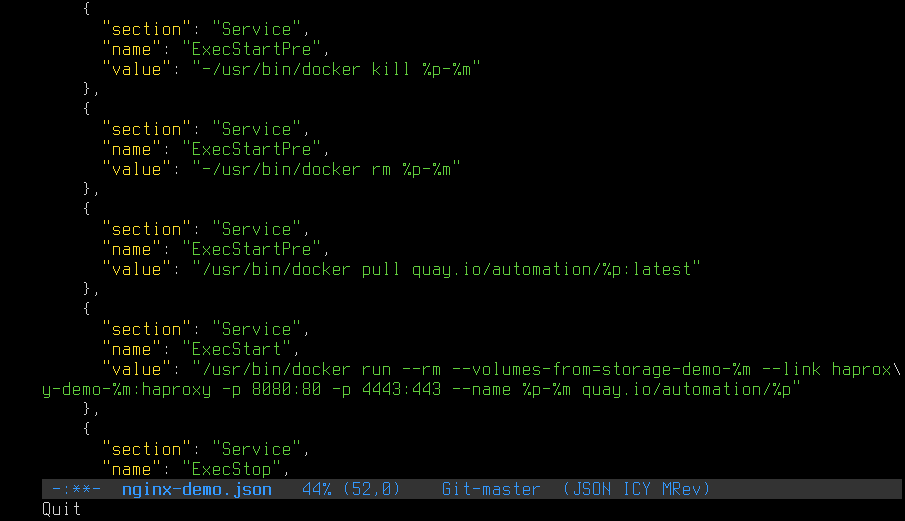 {
"section": "Service",
"name": "ExecStartPre",
"value": "-/usr/bin/docker kill %p-%m"
},
{
"section": "Service",
"name": "ExecStartPre",
"value": "-/usr/bin/docker rm %p-%m"
},
{
"section": "Service",
"name": "ExecStartPre",
"value": "/usr/bin/docker pull quay.io/automation/%p:latest"
},
{
"section": "Service",
"name": "ExecStart",
"value": "/usr/bin/docker run --rm --volumes-from=storage-demo-%m --link haprox\
y-demo-%m:haproxy -p 8080:80 -p 4443:443 --name %p-%m quay.io/automation/%p"
},
{
"section": "Service",
"name": "ExecStop",
-:**- nginx-demo.json 44% (52,0) Git-master (JSON ICY MRev)
Quit